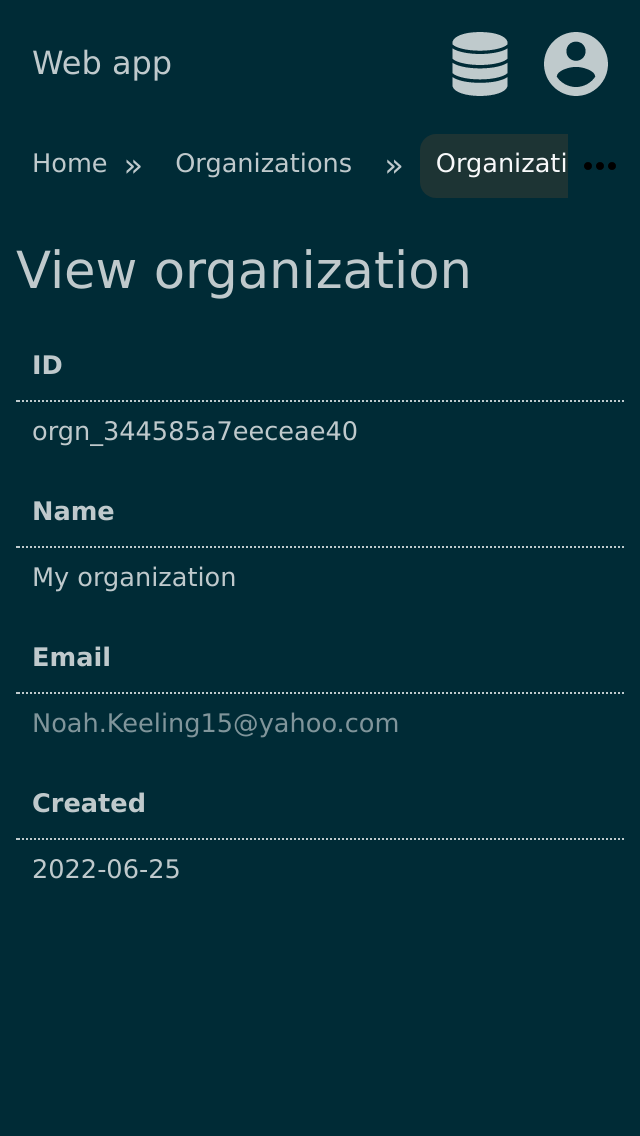 Web app
Home » Organizations » Organizati •••
View organization
ID
orgn_344585a7eeceae40
Name
My organization
Email
Noah.Keeling15@yahoo.com
Created
2022-06-25